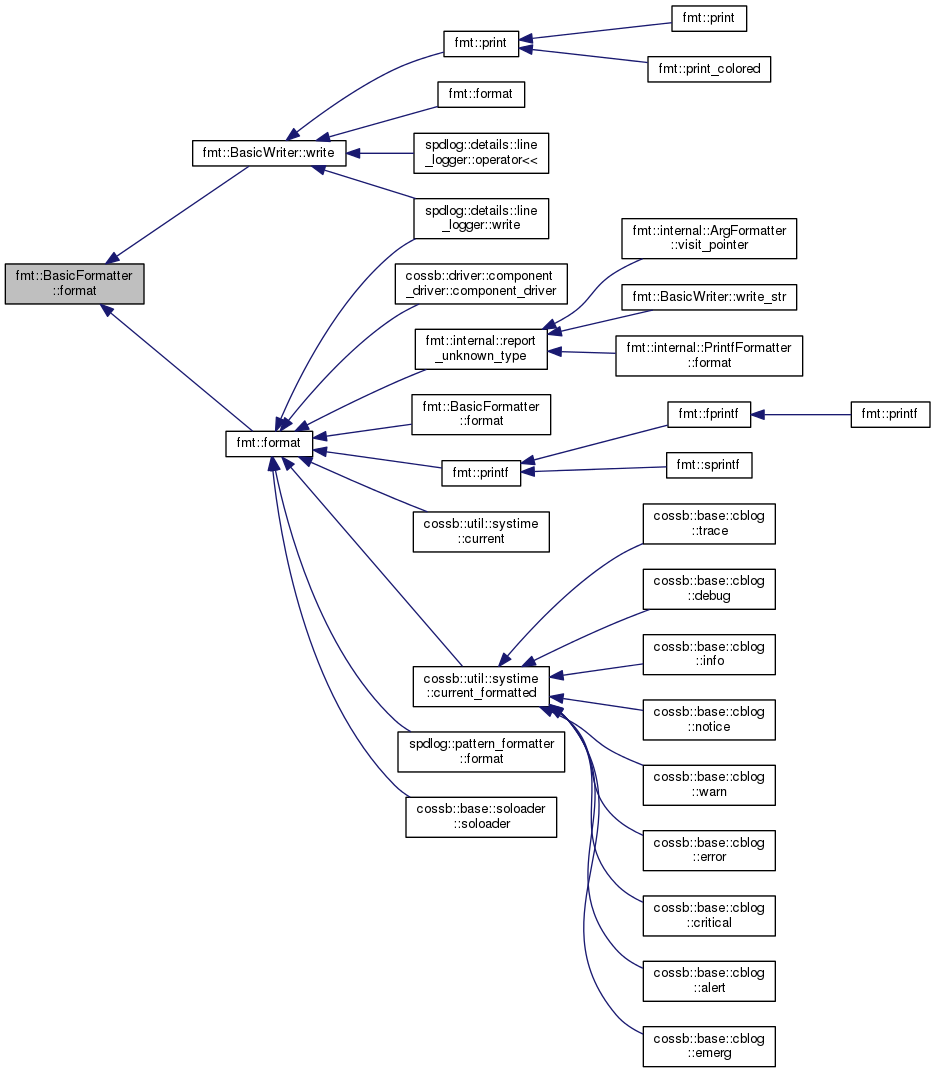 fmt::print
fmt::print
fmt::print_colored
fmt::format
spdlog::details::line
_logger::operator<<
fmt::BasicWriter::write
spdlog::details::line
_logger::write
fmt::internal::ArgFormatter
::visit_pointer
fmt::BasicFormatter
::format
cossb::driver::component
_driver::component_driver
fmt::BasicWriter::write_str
fmt::internal::report
_unknown_type
fmt::internal::PrintfFormatter
::format
fmt::BasicFormatter
::format
fmt::fprintf
fmt::printf
fmt::format
fmt::printf
fmt::sprintf
cossb::util::systime
::current
cossb::base::cblog
::trace
cossb::base::cblog
::debug
cossb::base::cblog
::info
cossb::util::systime
::current_formatted
cossb::base::cblog
::notice
spdlog::pattern_formatter
::format
cossb::base::cblog
::warn
cossb::base::soloader
::soloader
cossb::base::cblog
::error
cossb::base::cblog
::critical
cossb::base::cblog
::alert
cossb::base::cblog
::emerg